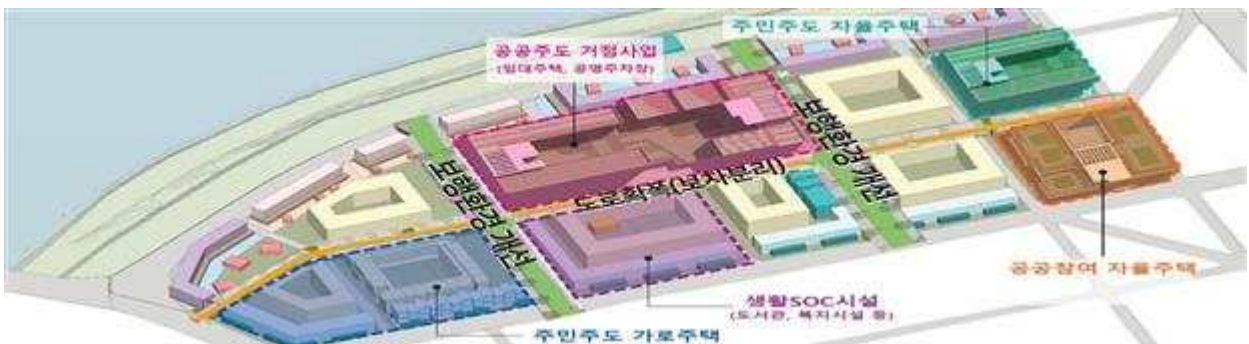 주민주도 자율주택
공공주도 거점사업
(임대주택, 공영주차장)
보행환경 개선
보행환경 개선
도로확폭(보차분리)
공공참여 자율주택
생활SOC시설
(도서관, 복지시설 등)
주민주도 가로주택